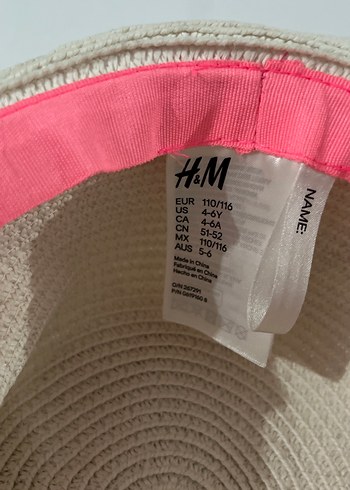 H&M
EUR 110/116
US 4-6Y
CA 4-6A
CN 51-52
MX 110/116
AUS 5-6
Made in China
Fabriqué en Chine
Hecho en China
NAME: